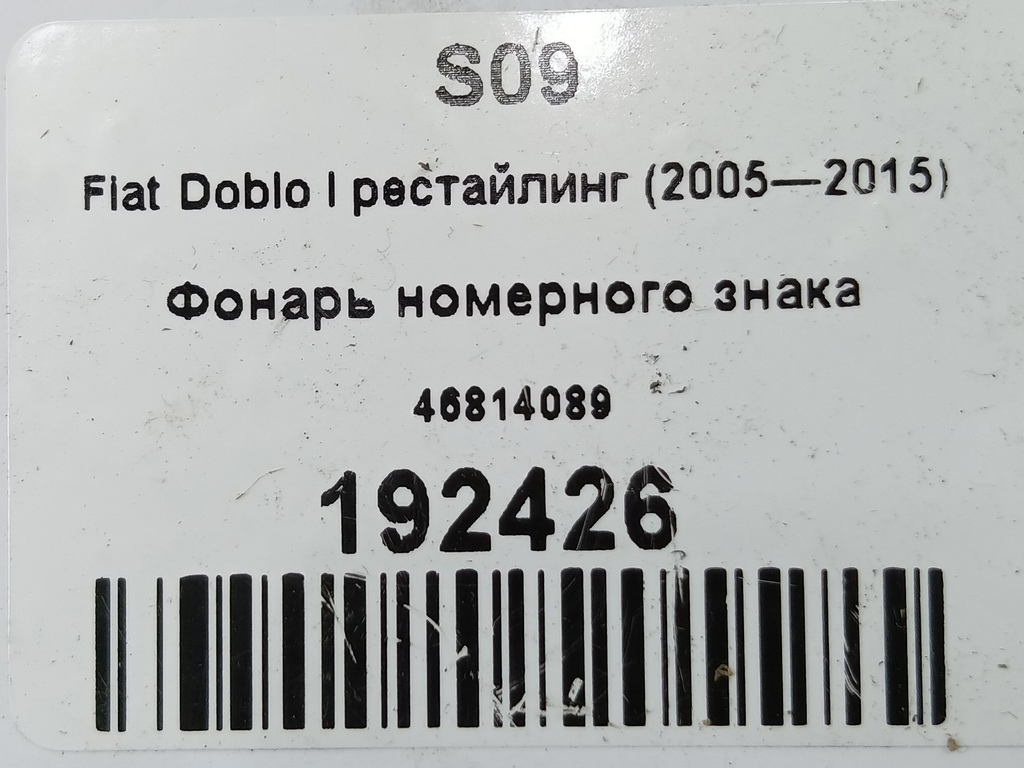 S09
Fiat Doblo I рестайлинг (2005—2015)
Фонарь номерного знака
46814089
192426